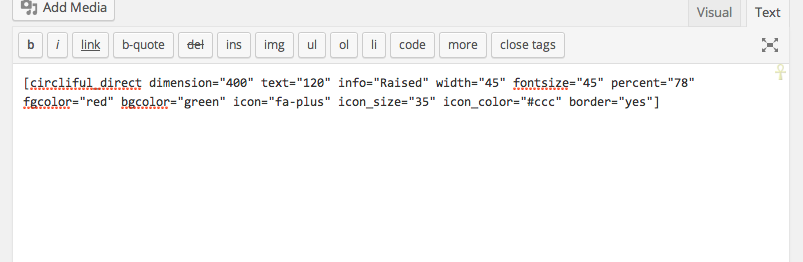 Add Media
Visual Text
b i link b-quote del ins img ul ol li code more close tags
[circliful_direct dimension="400" text="120" info="Raised" width="45" fontsize="45" percent="78"
fgcolor="red" bgcolor="green" icon="fa-plus" icon_size="35" icon_color="#ccc" border="yes"]